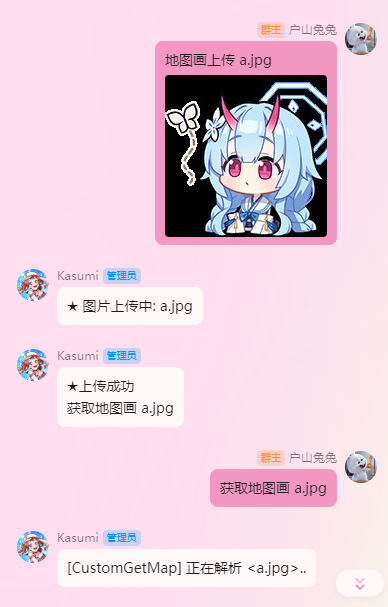 群主 户山兔兔
地图画上传 a.jpg
Kasumi 管理员
★ 图片上传中: a.jpg
Kasumi 管理员
★上传成功
获取地图画 a.jpg
群主 户山兔兔
获取地图画 a.jpg
Kasumi 管理员
[CustomGetMap] 正在解析 <a.jpg>..